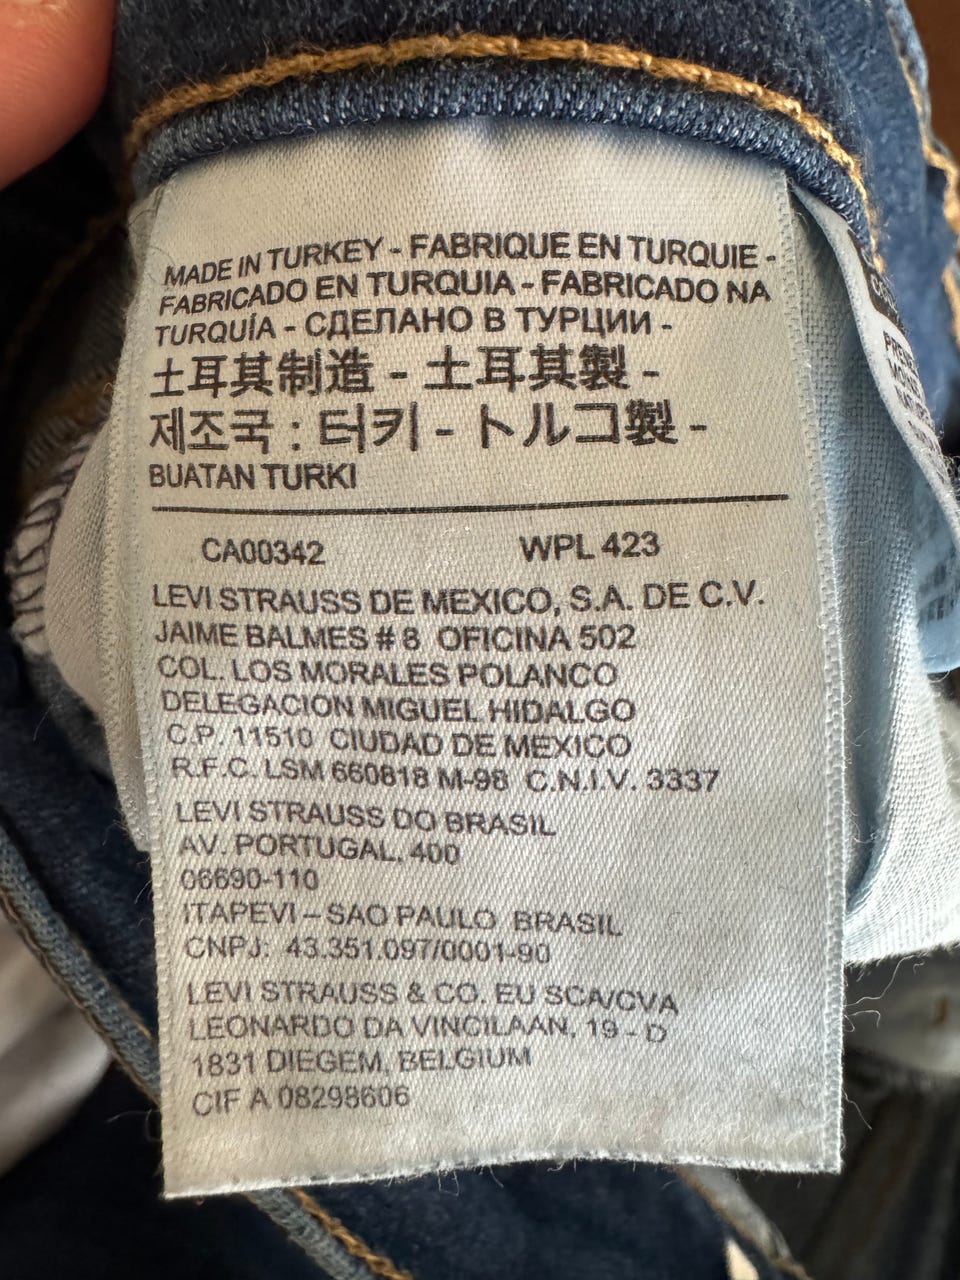 MADE IN TURKEY - FABRIQUE EN TURQUIE -
FABRICADO EN TURQUIA - FABRICADO NA
TURQUÍA - СДЕЛАНО В ТУРЦИИ -
土耳其制造 - 土耳其製 -
제조국 : 터키 - トルコ製 -
BUATAN TURKI
CA00342 WPL 423
LEVI STRAUSS DE MEXICO, S.A. DE C.V.
JAIME BALMES # 8 OFICINA 502
COL. LOS MORALES POLANCO
DELEGACION MIGUEL HIDALGO
C.P. 11510 CIUDAD DE MEXICO
R.F.C. LSM 660818 M-98 C.N.I.V. 3337
LEVI STRAUSS DO BRASIL
AV. PORTUGAL, 400
06690-110
ITAPEVI – SAO PAULO BRASIL
CNPJ: 43.351.097/0001-90
LEVI STRAUSS & CO. EU SCA/CVA
LEONARDO DA VINCILAAN, 19 - D
1831 DIEGEM, BELGIUM
CIF A 08298606